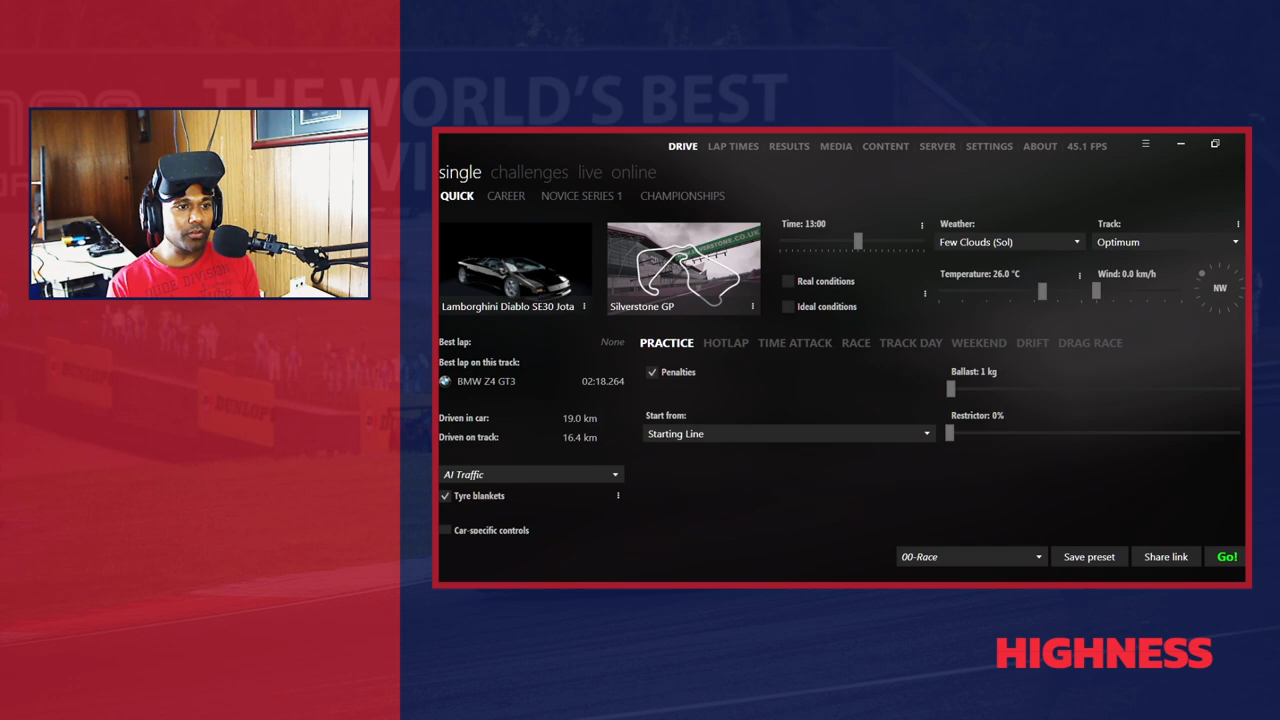 THE WORLD'S BEST
DRIVE LAP TIMES RESULTS MEDIA CONTENT SERVER SETTINGS ABOUT 45.1 FPS
single challenges live online
QUICK CAREER NOVICE SERIES 1 CHAMPIONSHIPS
Lamborghini Diablo SE30 Jota
SILVERSTONE.CO.UK
Silverstone GP
Time: 13:00
Real conditions
Ideal conditions
Weather:
Few Clouds (Sol)
Track:
Optimum
Temperature: 26.0 °C
Wind: 0.0 km/h
NW
Best lap: None
Best lap on this track:
BMW Z4 GT3 02:18.264
Driven in car: 19.0 km
Driven on track: 16.4 km
AI Traffic
Tyre blankets
Car-specific controls
PRACTICE HOTLAP TIME ATTACK RACE TRACK DAY WEEKEND DRIFT DRAG RACE
Penalties
Start from:
Starting Line
Ballast: 1 kg
Restrictor: 0%
00-Race Save preset Share link Go!
DUNLOP
HIGHNESS